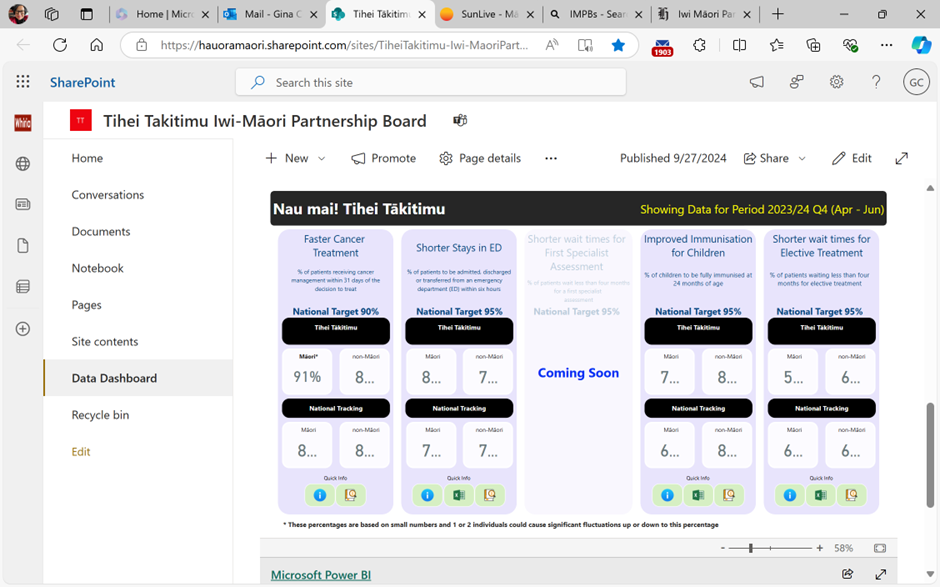 Home | Micro
Mail - Gina C
Tihei Takitimu
SunLive - Mā
IMPBs - Sear
Iwi Māori Par
https://hauoramaori.sharepoint.com/sites/TiheiTakitimu-Iwi-MaoriPart...
1903
SharePoint
Search this site
GC
Whāia
TT
Tihei Takitimu Iwi-Māori Partnership Board
Home
Conversations
Documents
Notebook
Pages
Site contents
Data Dashboard
Recycle bin
Edit
New
Promote
Page details
Published 9/27/2024
Share
Edit
Nau mai! Tihei Tākitimu
Showing Data for Period 2023/24 Q4 (Apr - Jun)
Faster Cancer
Treatment
% of patients receiving cancer
management within 31 days of the
decision to treat
National Target 90%
Tihei Tākitimu
Māori* non-Māori
91% 8...
National Tracking
Māori non-Māori
8... 8...
Quick Info
Shorter Stays in ED
% of patients to be admitted, discharged
or transferred from an emergency
department (ED) within six hours
National Target 95%
Tihei Tākitimu
Māori non-Māori
8... 7...
National Tracking
Māori non-Māori
7... 7...
Quick Info
Shorter wait times for
First Specialist
Assessment
% of patients wait less than four months
for a first specialist
assessment
National Target 95%
Coming Soon
Improved Immunisation
for Children
% of children to be fully immunised at
24 months of age
National Target 95%
Tihei Tākitimu
Māori non-Māori
7... 8...
National Tracking
Māori non-Māori
6... 8...
Quick Info
Shorter wait times for
Elective Treatment
% of patients waiting less than four
months for elective treatment
National Target 95%
Tihei Tākitimu
Māori non-Māori
5... 6...
National Tracking
Māori non-Māori
6... 6...
Quick Info
* These percentages are based on small numbers and 1 or 2 individuals could cause significant fluctuations up or down to this percentage
- + 58%
Microsoft Power BI